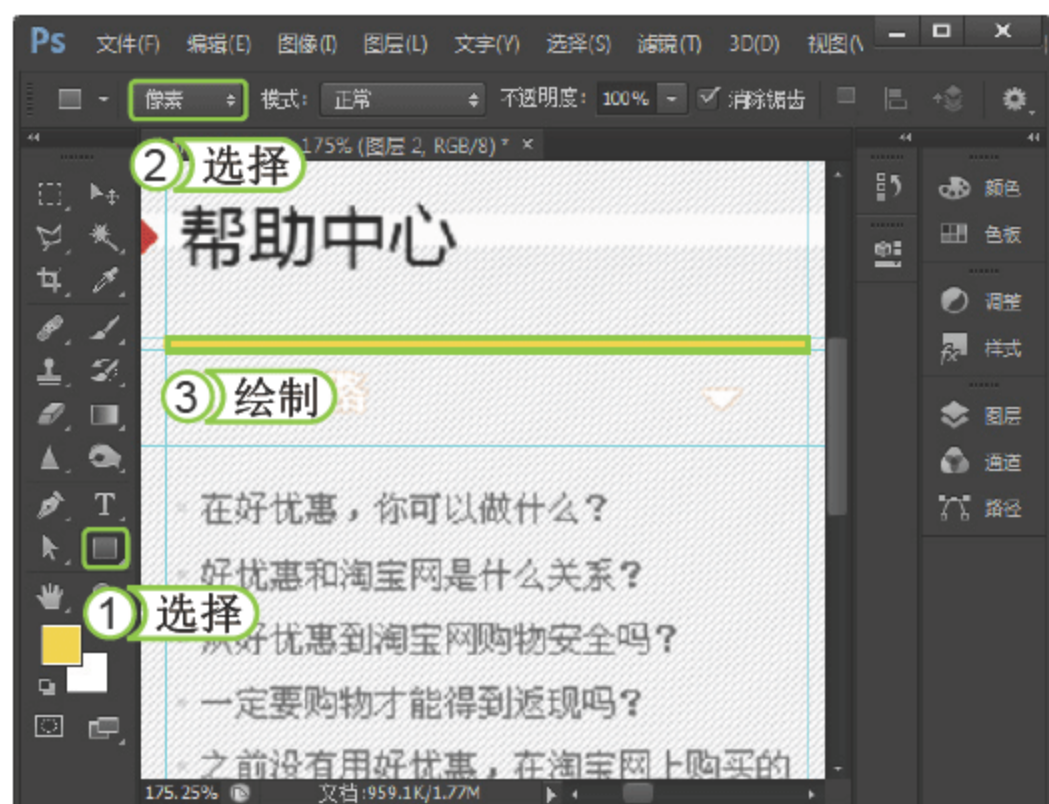 Ps 文件(F) 编辑(E) 图像(I) 图层(L) 文字(Y) 选择(S) 滤镜(T) 3D(D) 视图(V
像素 模式: 正常 不透明度: 100% 消除锯齿
175% (图层 2, RGB/8) * ×
② 选择
帮助中心
③ 绘制
在好优惠，你可以做什么？
好优惠和淘宝网是什么关系？
① 选择
从好优惠到淘宝网购物安全吗？
一定要购物才能得到返现吗？
之前没有用好优惠，在淘宝网上购买的
175.25% 文档:959.1K/1.77M
颜色
色板
调整
样式
图层
通道
路径